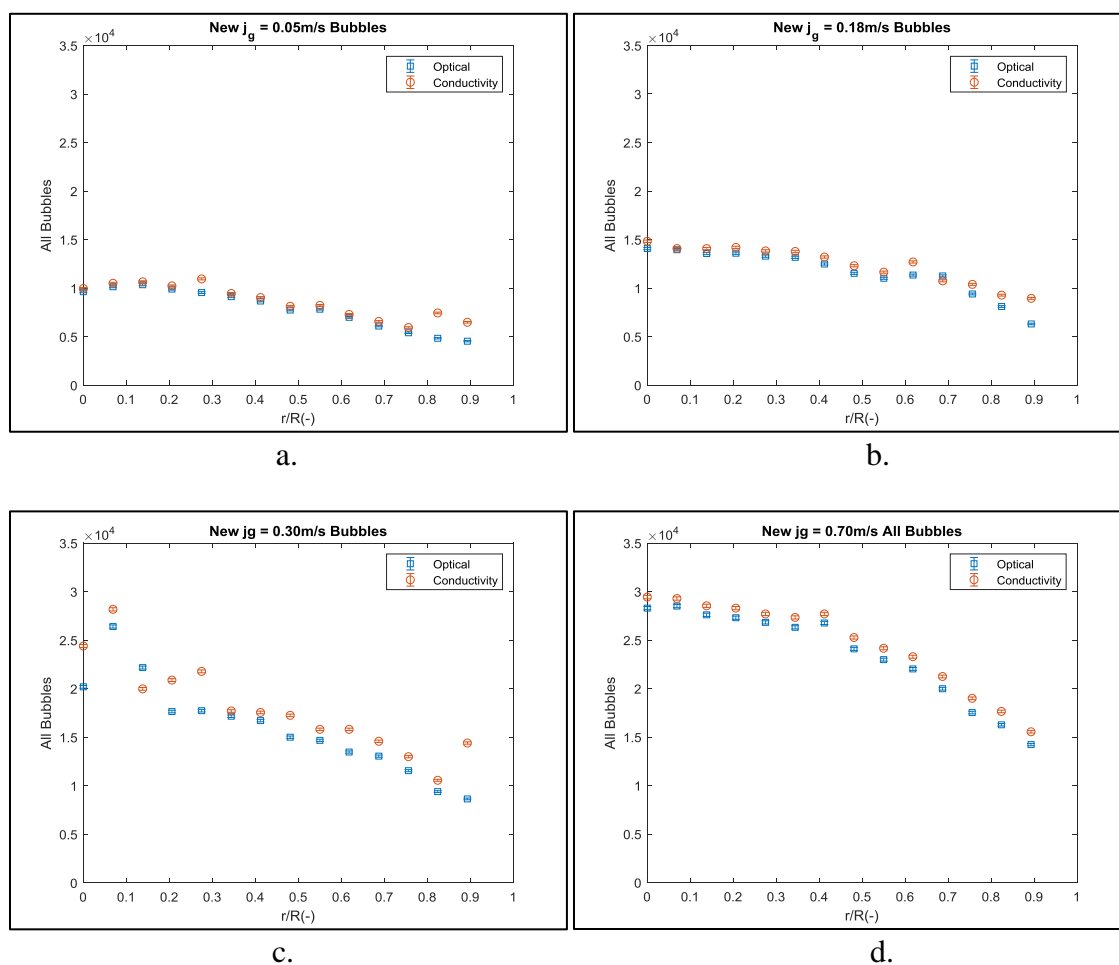 New j_g = 0.05m/s Bubbles
×10^4
3.5
3
2.5
2
1.5
1
0.5
0
All Bubbles
Optical
Conductivity
0 0.1 0.2 0.3 0.4 0.5 0.6 0.7 0.8 0.9 1
r/R(-)
a.
New j_g = 0.18m/s Bubbles
×10^4
3.5
3
2.5
2
1.5
1
0.5
0
All Bubbles
Optical
Conductivity
0 0.1 0.2 0.3 0.4 0.5 0.6 0.7 0.8 0.9 1
r/R(-)
b.
New jg = 0.30m/s Bubbles
×10^4
3.5
3
2.5
2
1.5
1
0.5
0
All Bubbles
Optical
Conductivity
0 0.1 0.2 0.3 0.4 0.5 0.6 0.7 0.8 0.9 1
r/R(-)
c.
New jg = 0.70m/s All Bubbles
×10^4
3.5
3
2.5
2
1.5
1
0.5
0
All Bubbles
Optical
Conductivity
0 0.1 0.2 0.3 0.4 0.5 0.6 0.7 0.8 0.9 1
r/R(-)
d.